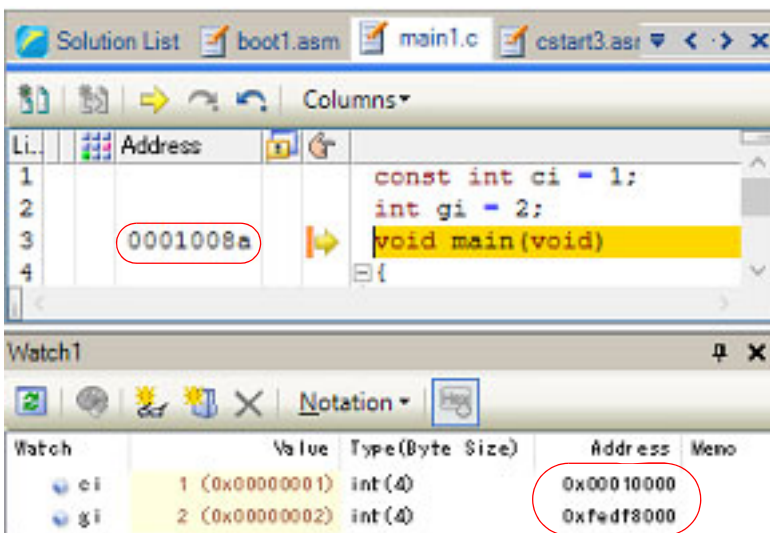 Solution List boot1.asm main1.c cstart3.asr
Columns
Li.. Address
1 const int ci = 1;
2 int gi = 2;
3 0001008a void main(void)
4 {
Watch1
Notation Hex
Watch Value Type(Byte Size) Address Memo
ci 1 (0x00000001) int(4) 0x00010000
gi 2 (0x00000002) int(4) 0xfedf8000